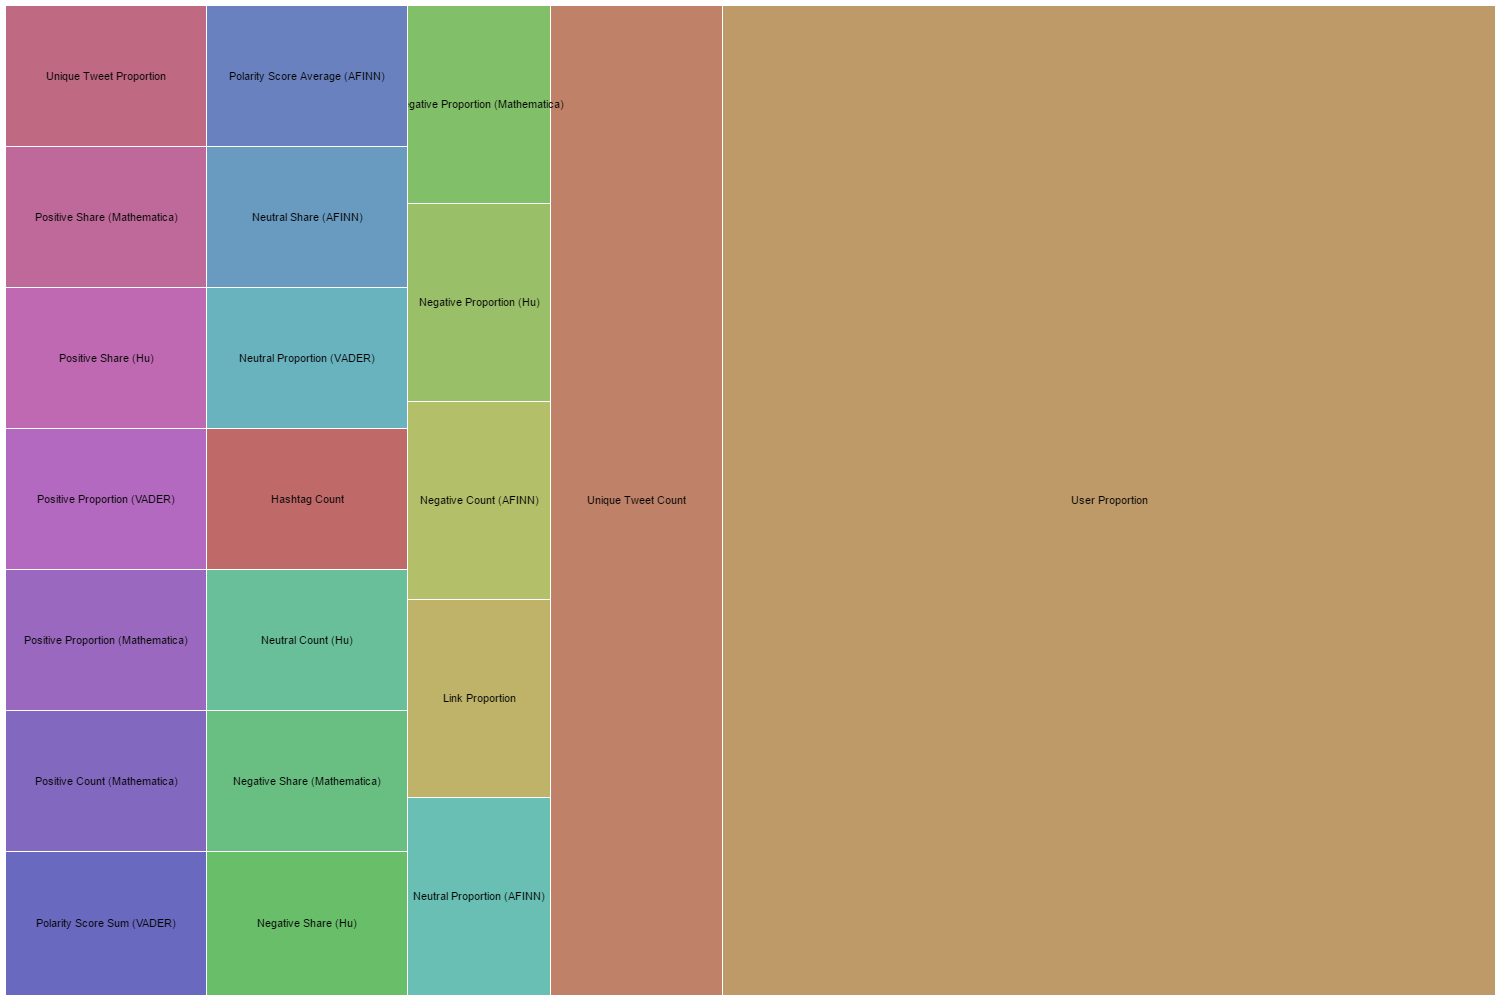 Unique Tweet Proportion
Positive Share (Mathematica)
Positive Share (Hu)
Positive Proportion (VADER)
Positive Proportion (Mathematica)
Positive Count (Mathematica)
Polarity Score Sum (VADER)
Polarity Score Average (AFINN)
Neutral Share (AFINN)
Neutral Proportion (VADER)
Hashtag Count
Neutral Count (Hu)
Negative Share (Mathematica)
Negative Share (Hu)
egative Proportion (Mathematica)
Negative Proportion (Hu)
Negative Count (AFINN)
Link Proportion
Neutral Proportion (AFINN)
Unique Tweet Count
User Proportion